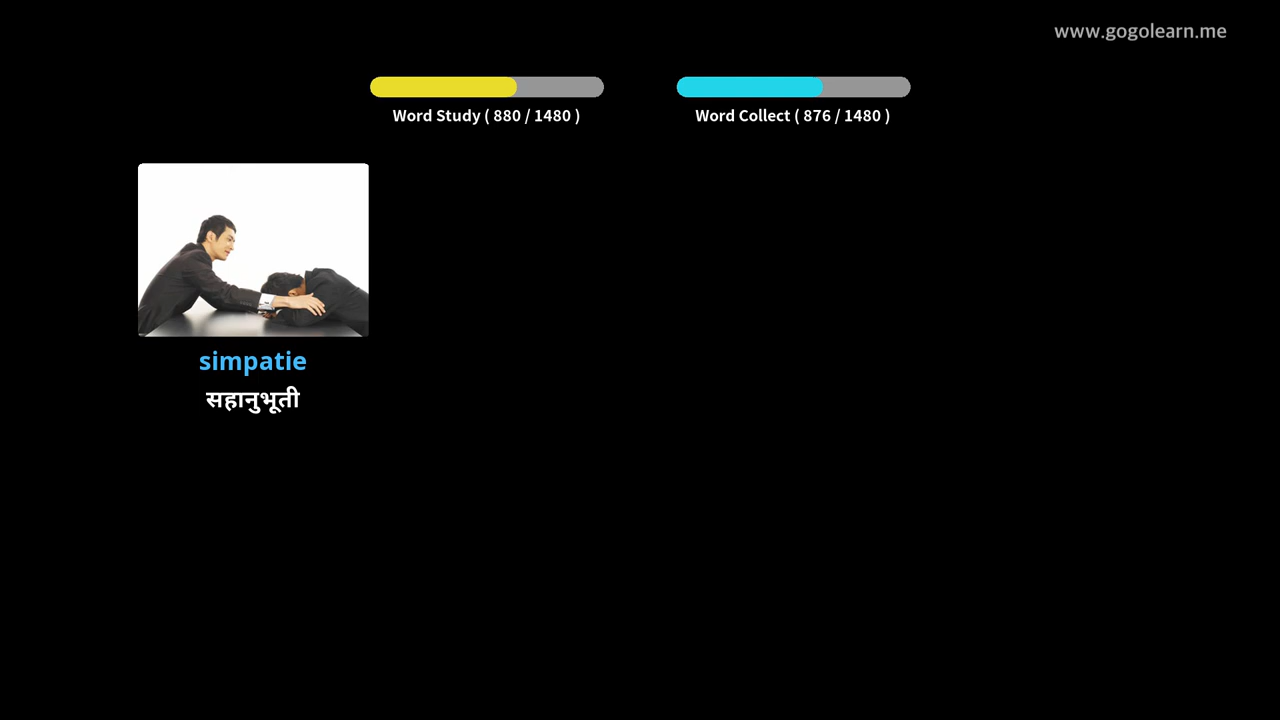 www.gogolearn.me
Word Study ( 880 / 1480 )
Word Collect ( 876 / 1480 )
simpatie
सहानुभूती